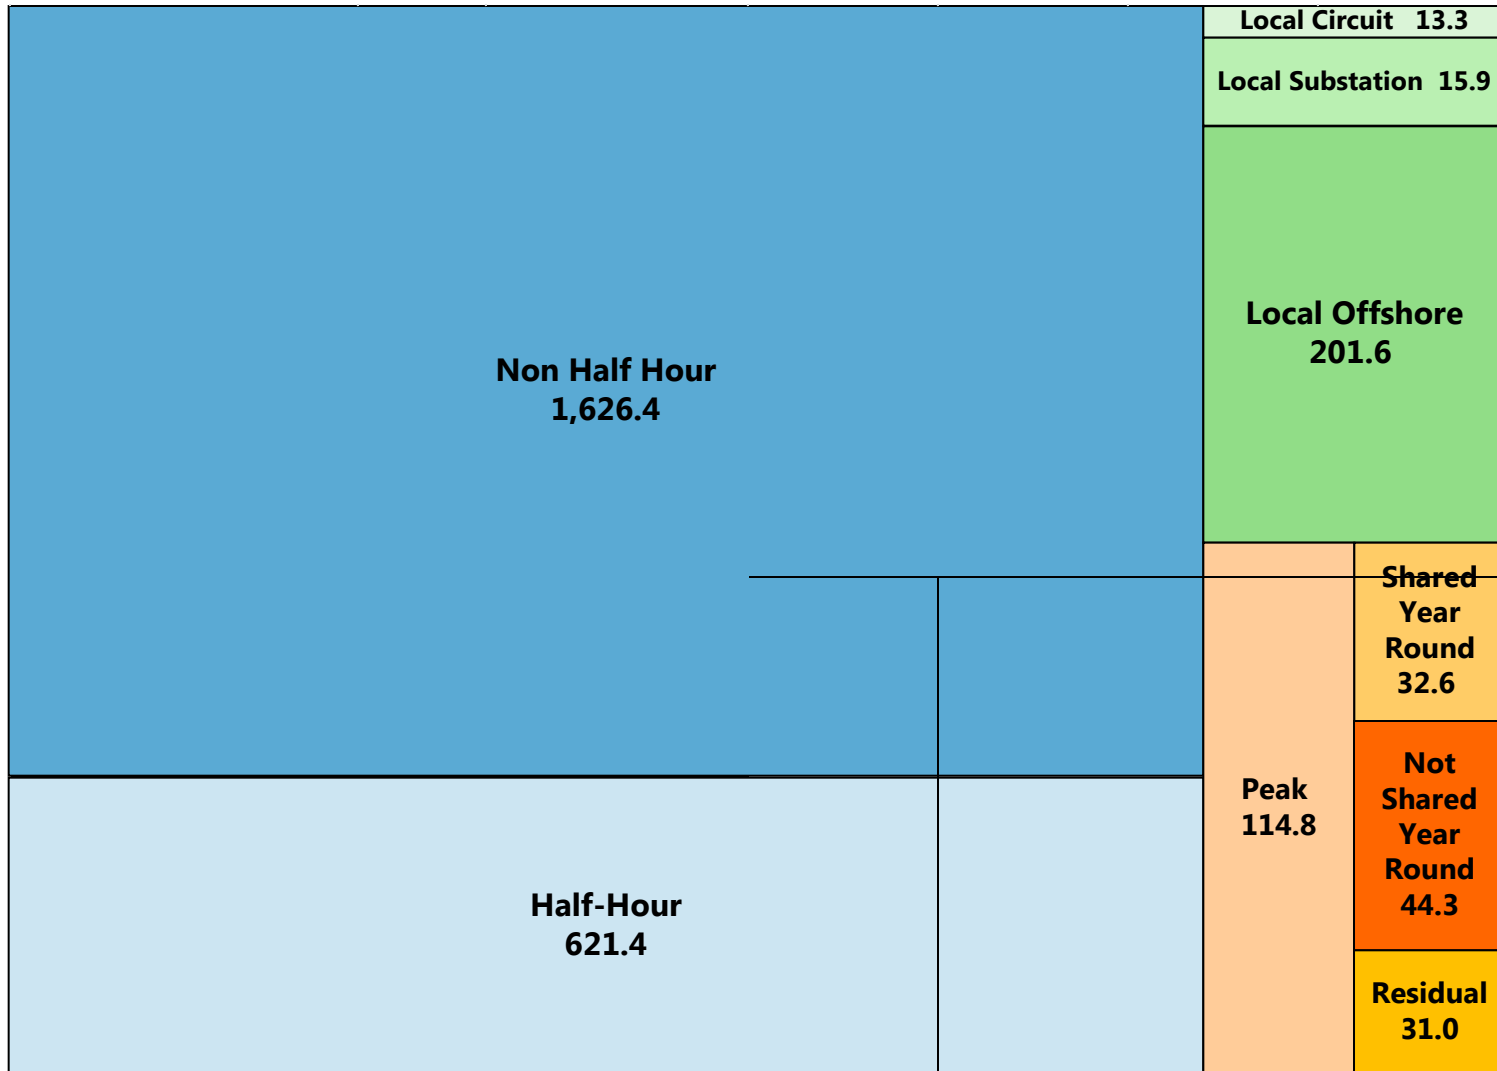 Local Circuit 13.3
Local Substation 15.9
Local Offshore
201.6
Non Half Hour
1,626.4
Shared
Year
Round
32.6
Peak
114.8
Not
Shared
Year
Round
44.3
Half-Hour
621.4
Residual
31.0